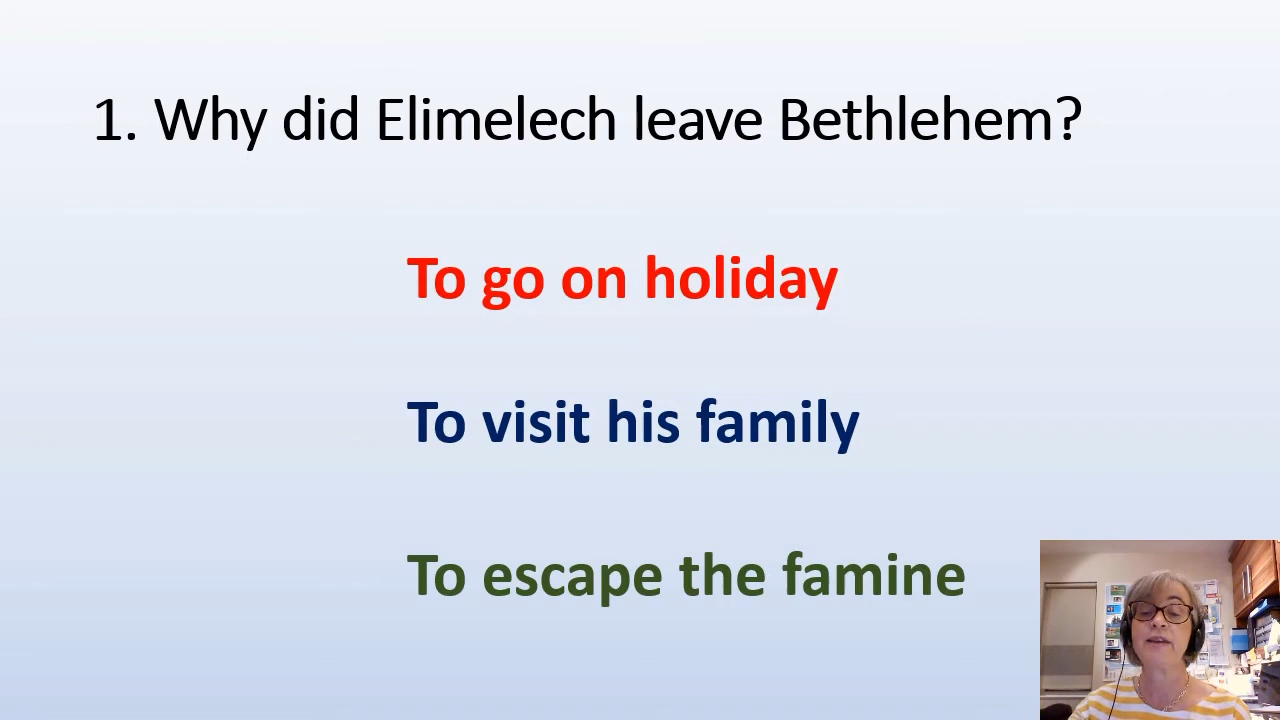 1. Why did Elimelech leave Bethlehem?
To go on holiday
To visit his family
To escape the famine